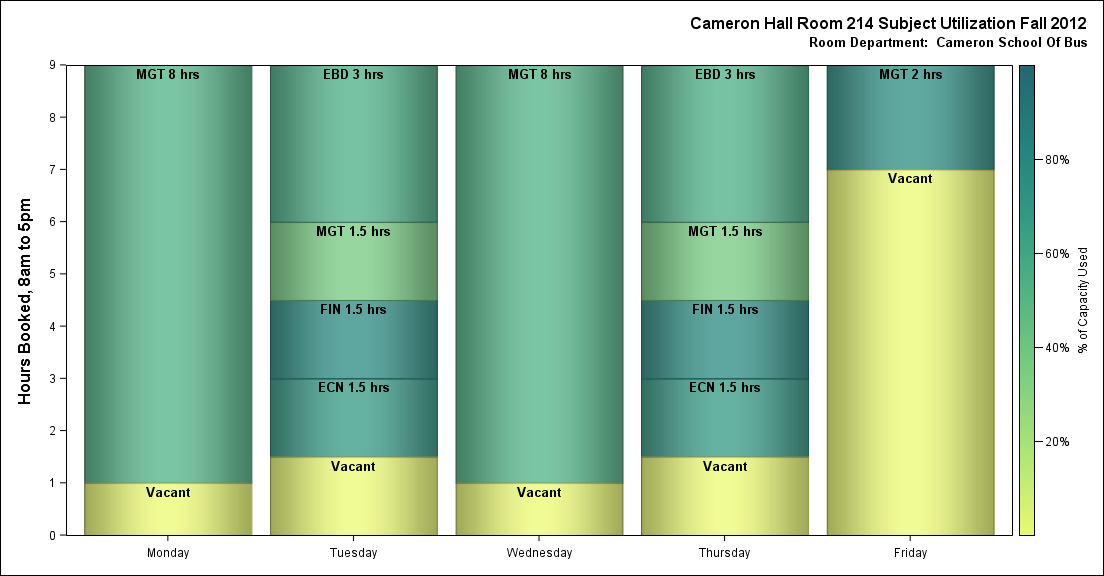 Cameron Hall Room 214 Subject Utilization Fall 2012
Room Department:  Cameron School Of Bus
Hours Booked, 8am to 5pm
9
8
7
6
5
4
3
2
1
0
MGT 8 hrs
Vacant
EBD 3 hrs
MGT 1.5 hrs
FIN 1.5 hrs
ECN 1.5 hrs
Vacant
MGT 8 hrs
Vacant
EBD 3 hrs
MGT 1.5 hrs
FIN 1.5 hrs
ECN 1.5 hrs
Vacant
MGT 2 hrs
Vacant
Monday
Tuesday
Wednesday
Thursday
Friday
80%
60%
40%
20%
% of Capacity Used